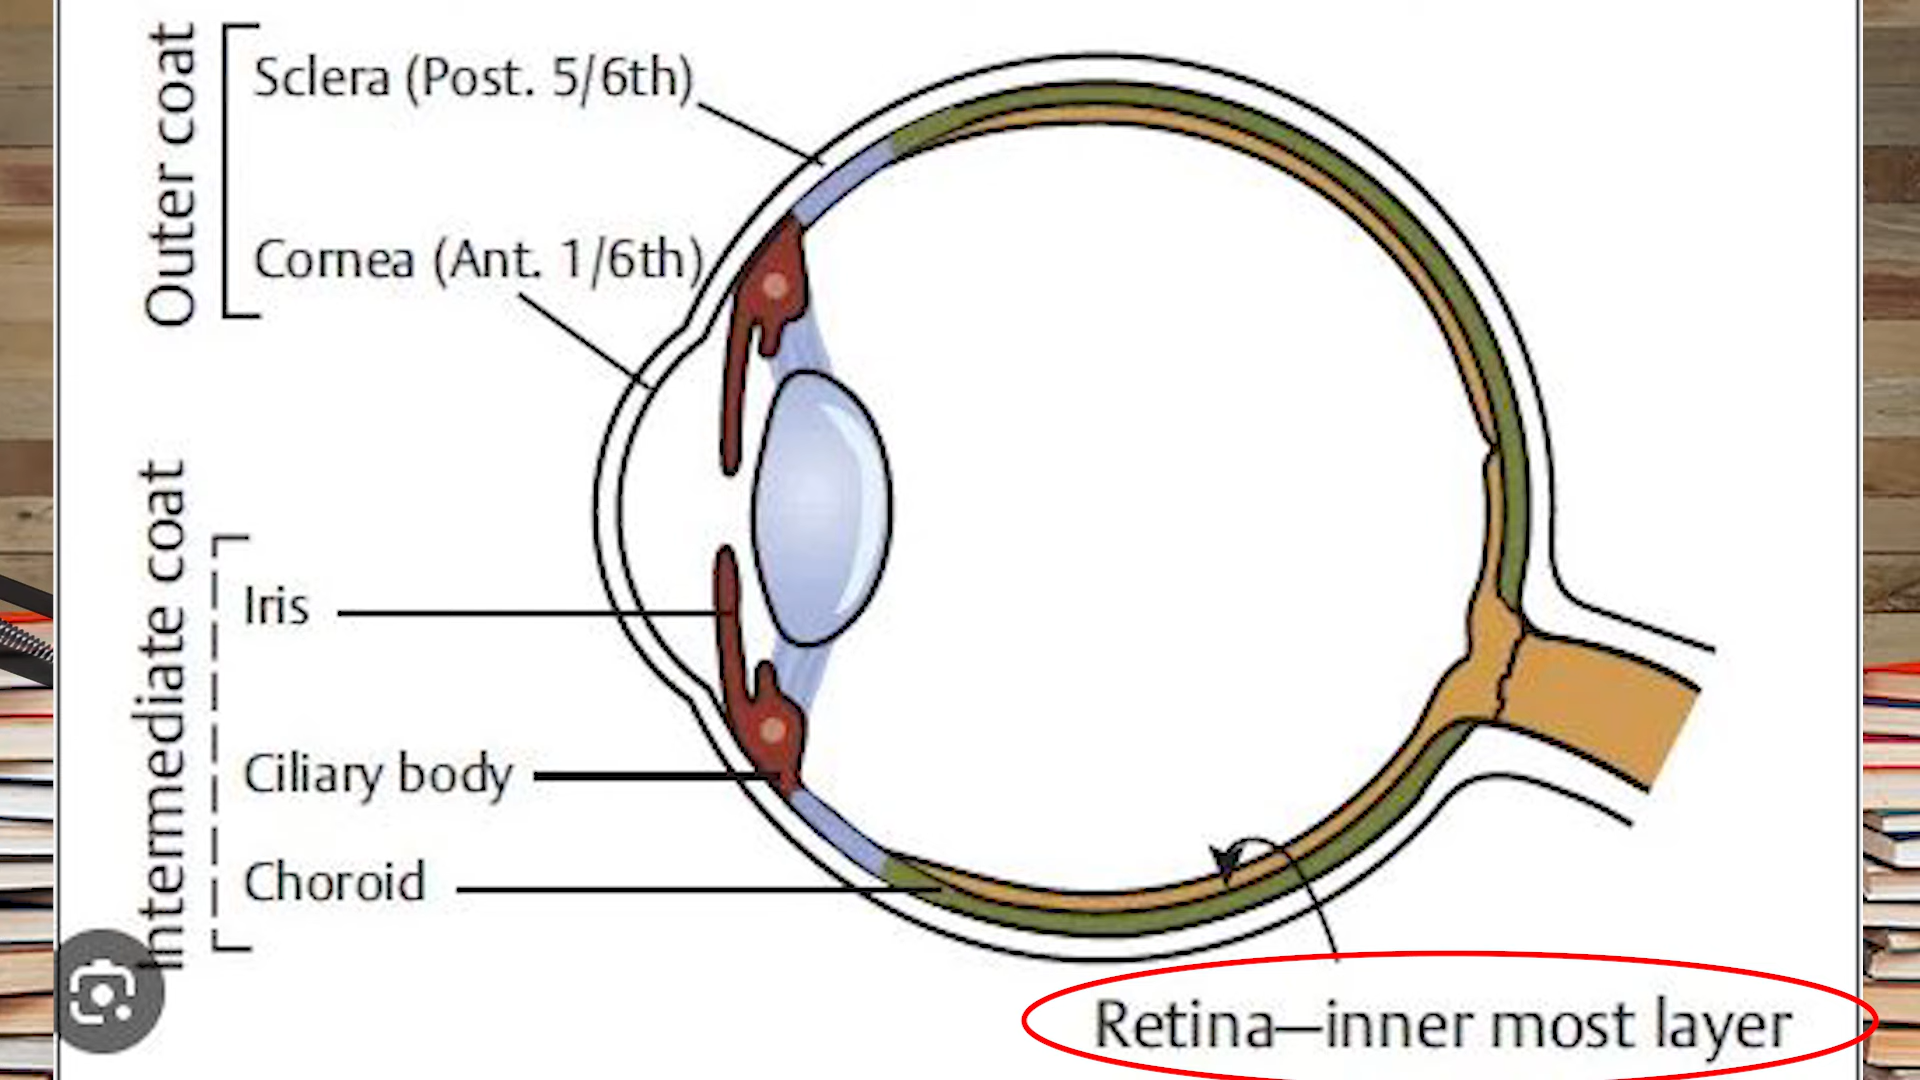 Outer coat
Sclera (Post. 5/6th)
Cornea (Ant. 1/6th)
Intermediate coat
Iris
Ciliary body
Choroid
Retina—inner most layer